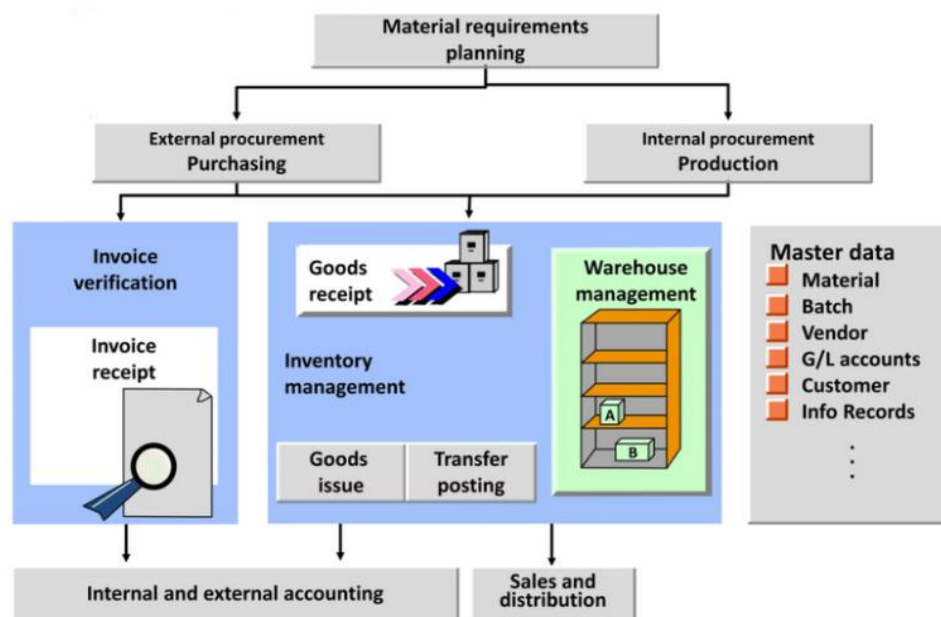 Material requirements
planning
External procurement
Purchasing
Internal procurement
Production
Invoice
verification
Invoice
receipt
Goods
receipt
Inventory
management
Goods
issue
Transfer
posting
Warehouse
management
A
B
Master data
Material
Batch
Vendor
G/L accounts
Customer
Info Records
Internal and external accounting
Sales and
distribution